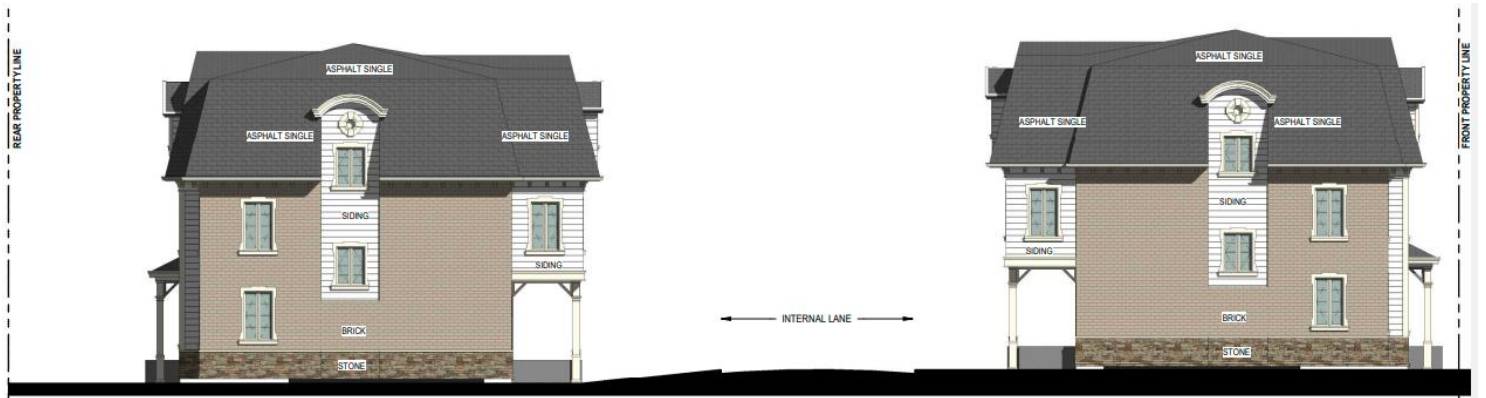 REAR PROPERTY LINE
ASPHALT SINGLE
ASPHALT SINGLE
ASPHALT SINGLE
SIDING
SIDING
BRICK
STONE
INTERNAL LANE
ASPHALT SINGLE
ASPHALT SINGLE
ASPHALT SINGLE
SIDING
SIDING
BRICK
STONE
FRONT PROPERTY LINE